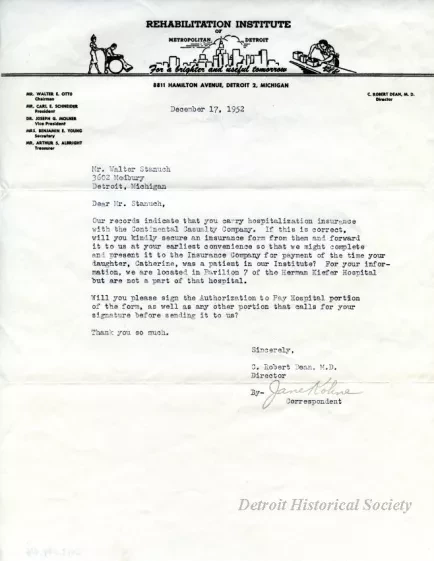 REHABILITATION INSTITUTE
OF
METROPOLITAN DETROIT
For a brighter and useful tomorrow
8811 HAMILTON AVENUE, DETROIT 2, MICHIGAN
MR. WALTER E. OTTO
Chairman
MR. CARL E. SCHNEIDER
President
DR. JOSEPH G. MOLNER
Vice-President
MRS. BENJAMIN E. YOUNG
Secretary
MR. ARTHUR S. ALBRIGHT
Treasurer
C. ROBERT DEAN, M. D.
Director
December 17, 1952
Mr. Walter Stanuch
3602 Medbury
Detroit, Michigan
Dear Mr. Stanuch,
Our records indicate that you carry hospitalization insurance
with the Continental Casualty Company. If this is correct,
will you kindly secure an insurance form from them and forward
it to us at your earliest convenience so that we might complete
and present it to the Insurance Company for payment of the time your
daughter, Catherine, was a patient in our Institute? For your infor-
mation, we are located in Pavilion 7 of the Herman Kiefer Hospital
but are not a part of that hospital.
Will you please sign the Authorization to Pay Hospital portion
of the form, as well as any other portion that calls for your
signature before sending it to us?
Thank you so much.
Sincerely,
C. Robert Dean, M.D.
Director
By- Jane Kohne
Correspondent
Detroit Historical Society